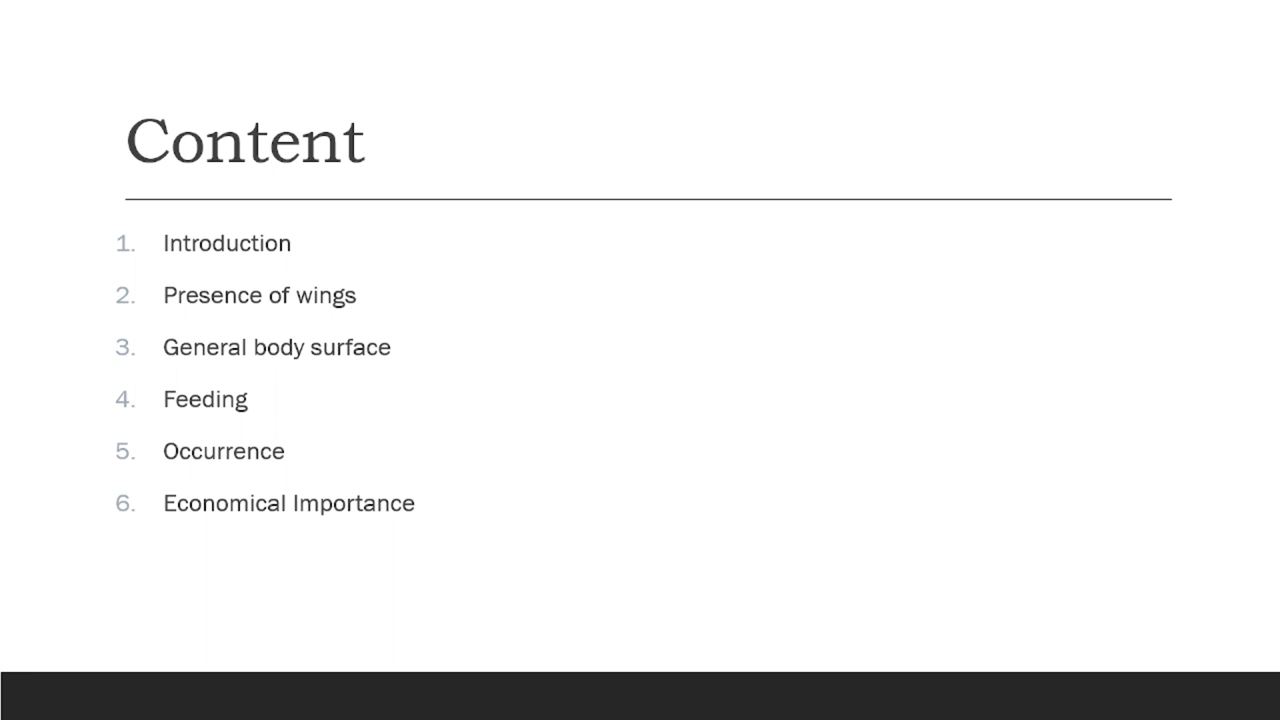 Content
1. Introduction
2. Presence of wings
3. General body surface
4. Feeding
5. Occurrence
6. Economical Importance